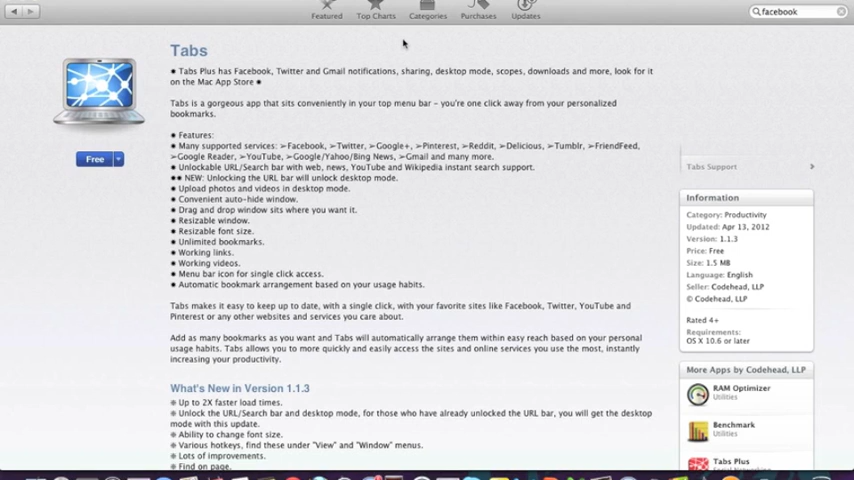 Featured
Top Charts
Categories
Purchases
Updates
facebook
Tabs
✷ Tabs Plus has Facebook, Twitter and Gmail notifications, sharing, desktop mode, scopes, downloads and more, look for it
on the Mac App Store ✷
Tabs is a gorgeous app that sits conveniently in your top menu bar – you're one click away from your personalized
bookmarks.
✷ Features:
✷ Many supported services: ➢Facebook, ➢Twitter, ➢Google+, ➢Pinterest, ➢Reddit, ➢Delicious, ➢Tumblr, ➢FriendFeed,
➢Google Reader, ➢YouTube, ➢Google/Yahoo/Bing News, ➢Gmail and many more.
✷ Unlockable URL/Search bar with web, news, YouTube and Wikipedia instant search support.
✷✷ NEW: Unlocking the URL bar will unlock desktop mode.
✷ Upload photos and videos in desktop mode.
✷ Convenient auto-hide window.
✷ Drag and drop window sits where you want it.
✷ Resizable window.
✷ Resizable font size.
✷ Unlimited bookmarks.
✷ Working links.
✷ Working videos.
✷ Menu bar icon for single click access.
✷ Automatic bookmark arrangement based on your usage habits.
Tabs makes it easy to keep up to date, with a single click, with your favorite sites like Facebook, Twitter, YouTube and
Pinterest or any other websites and services you care about.
Add as many bookmarks as you want and Tabs will automatically arrange them within easy reach based on your personal
usage habits. Tabs allows you to more quickly and easily access the sites and online services you use the most, instantly
increasing your productivity.
What's New in Version 1.1.3
❊ Up to 2X faster load times.
❊ Unlock the URL/Search bar and desktop mode, for those who have already unlocked the URL bar, you will get the desktop
mode with this update.
❊ Ability to change font size.
❊ Various hotkeys, find these under "View" and "Window" menus.
❊ Lots of improvements.
❊ Find on page.
Free
Tabs Support
Information
Category: Productivity
Updated: Apr 13, 2012
Version: 1.1.3
Price: Free
Size: 1.5 MB
Language: English
Seller: Codehead, LLP
© Codehead, LLP
Rated 4+
Requirements:
OS X 10.6 or later
More Apps by Codehead, LLP
RAM Optimizer
Utilities
Benchmark
Utilities
Tabs Plus